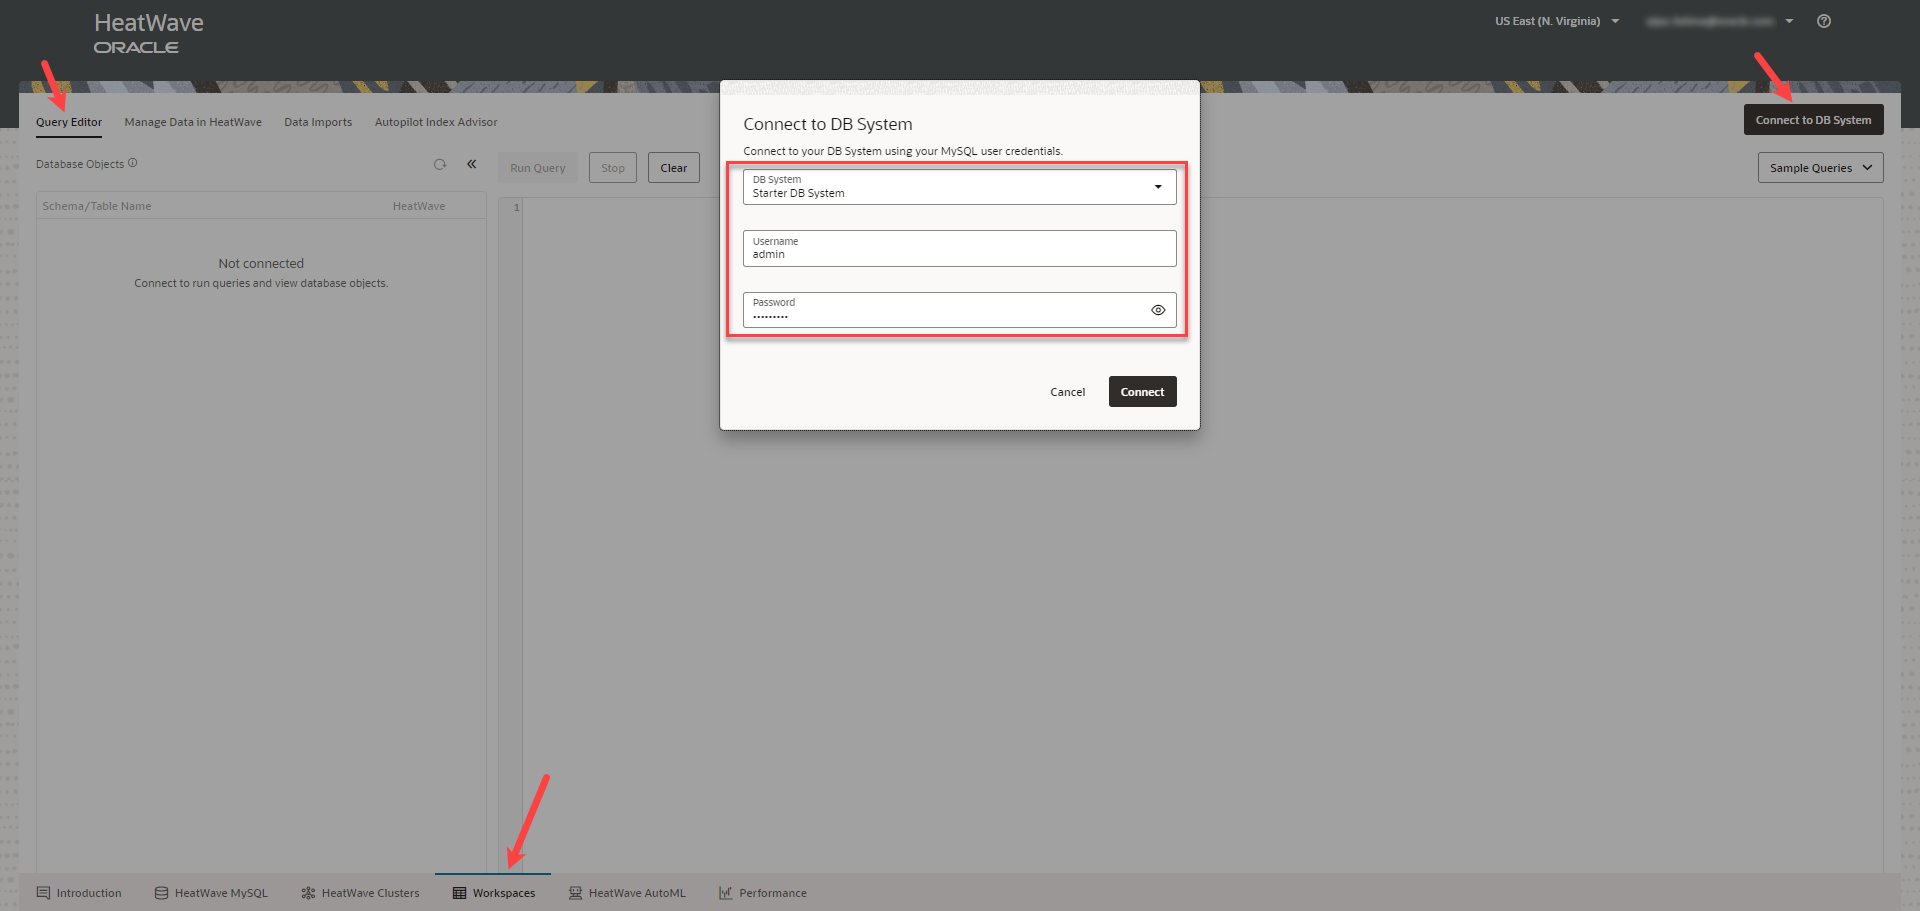 HeatWave
ORACLE
US East (N. Virginia)
Query Editor
Manage Data in HeatWave
Data Imports
Autopilot Index Advisor
Connect to DB System
Database Objects
Run Query
Stop
Clear
Sample Queries
Schema/Table Name
HeatWave
1
Not connected
Connect to run queries and view database objects.
Connect to DB System
Connect to your DB System using your MySQL user credentials.
DB System
Starter DB System
Username
admin
Password
•••••••••
Cancel
Connect
Introduction
HeatWave MySQL
HeatWave Clusters
Workspaces
HeatWave AutoML
Performance